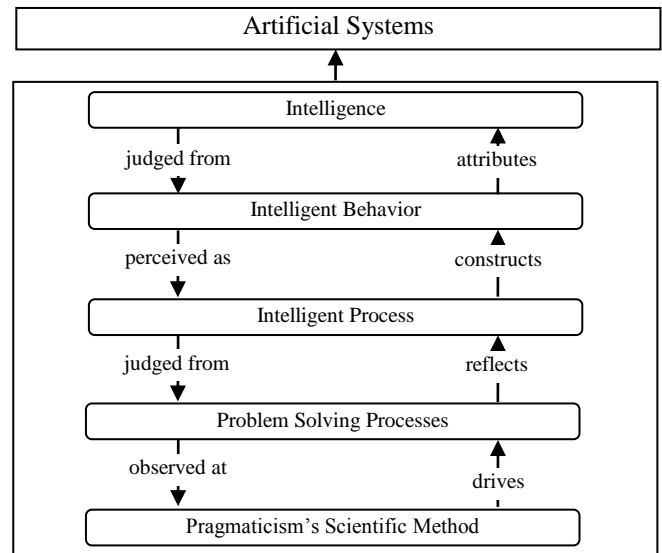 Artificial Systems
Intelligence
judged from attributes
Intelligent Behavior
perceived as constructs
Intelligent Process
judged from reflects
Problem Solving Processes
observed at drives
Pragmaticism’s Scientific Method